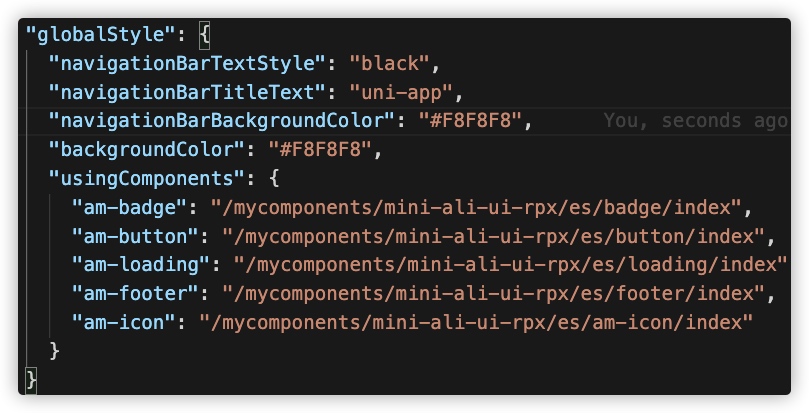 "globalStyle": {
"navigationBarTextStyle": "black",
"navigationBarTitleText": "uni-app",
"navigationBarBackgroundColor": "#F8F8F8", You, seconds ago
"backgroundColor": "#F8F8F8",
"usingComponents": {
"am-badge": "/mycomponents/mini-ali-ui-rpx/es/badge/index",
"am-button": "/mycomponents/mini-ali-ui-rpx/es/button/index",
"am-loading": "/mycomponents/mini-ali-ui-rpx/es/loading/index"
"am-footer": "/mycomponents/mini-ali-ui-rpx/es/footer/index",
"am-icon": "/mycomponents/mini-ali-ui-rpx/es/am-icon/index"
}
}